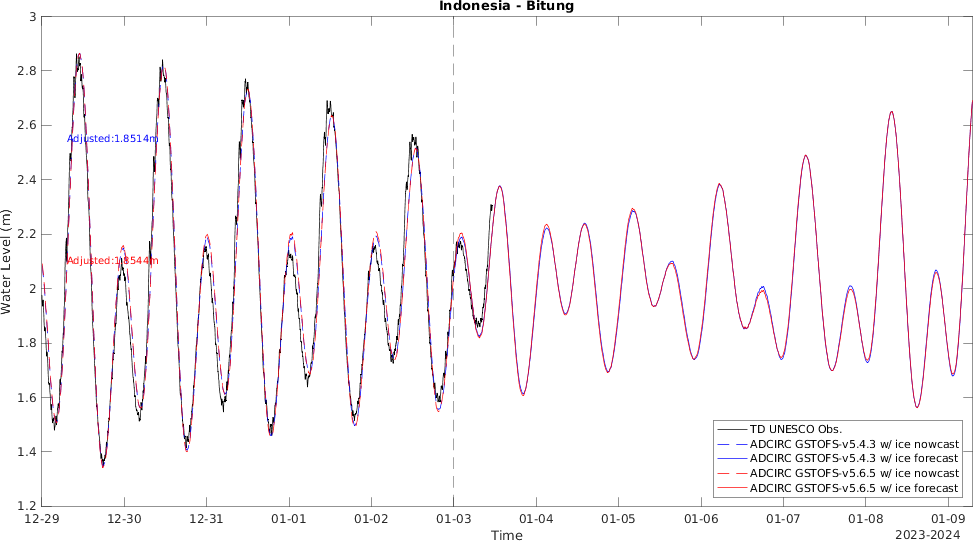 Indonesia - Bitung
Water Level (m)
3
2.8
2.6
2.4
2.2
2
1.8
1.6
1.4
1.2
Adjusted:1.8514m
Adjusted:1.8544m
TD UNESCO Obs.
ADCIRC GSTOFS-v5.4.3 w/ ice nowcast
ADCIRC GSTOFS-v5.4.3 w/ ice forecast
ADCIRC GSTOFS-v5.6.5 w/ ice nowcast
ADCIRC GSTOFS-v5.6.5 w/ ice forecast
12-29 12-30 12-31 01-01 01-02 01-03 01-04 01-05 01-06 01-07 01-08 01-09
Time
2023-2024